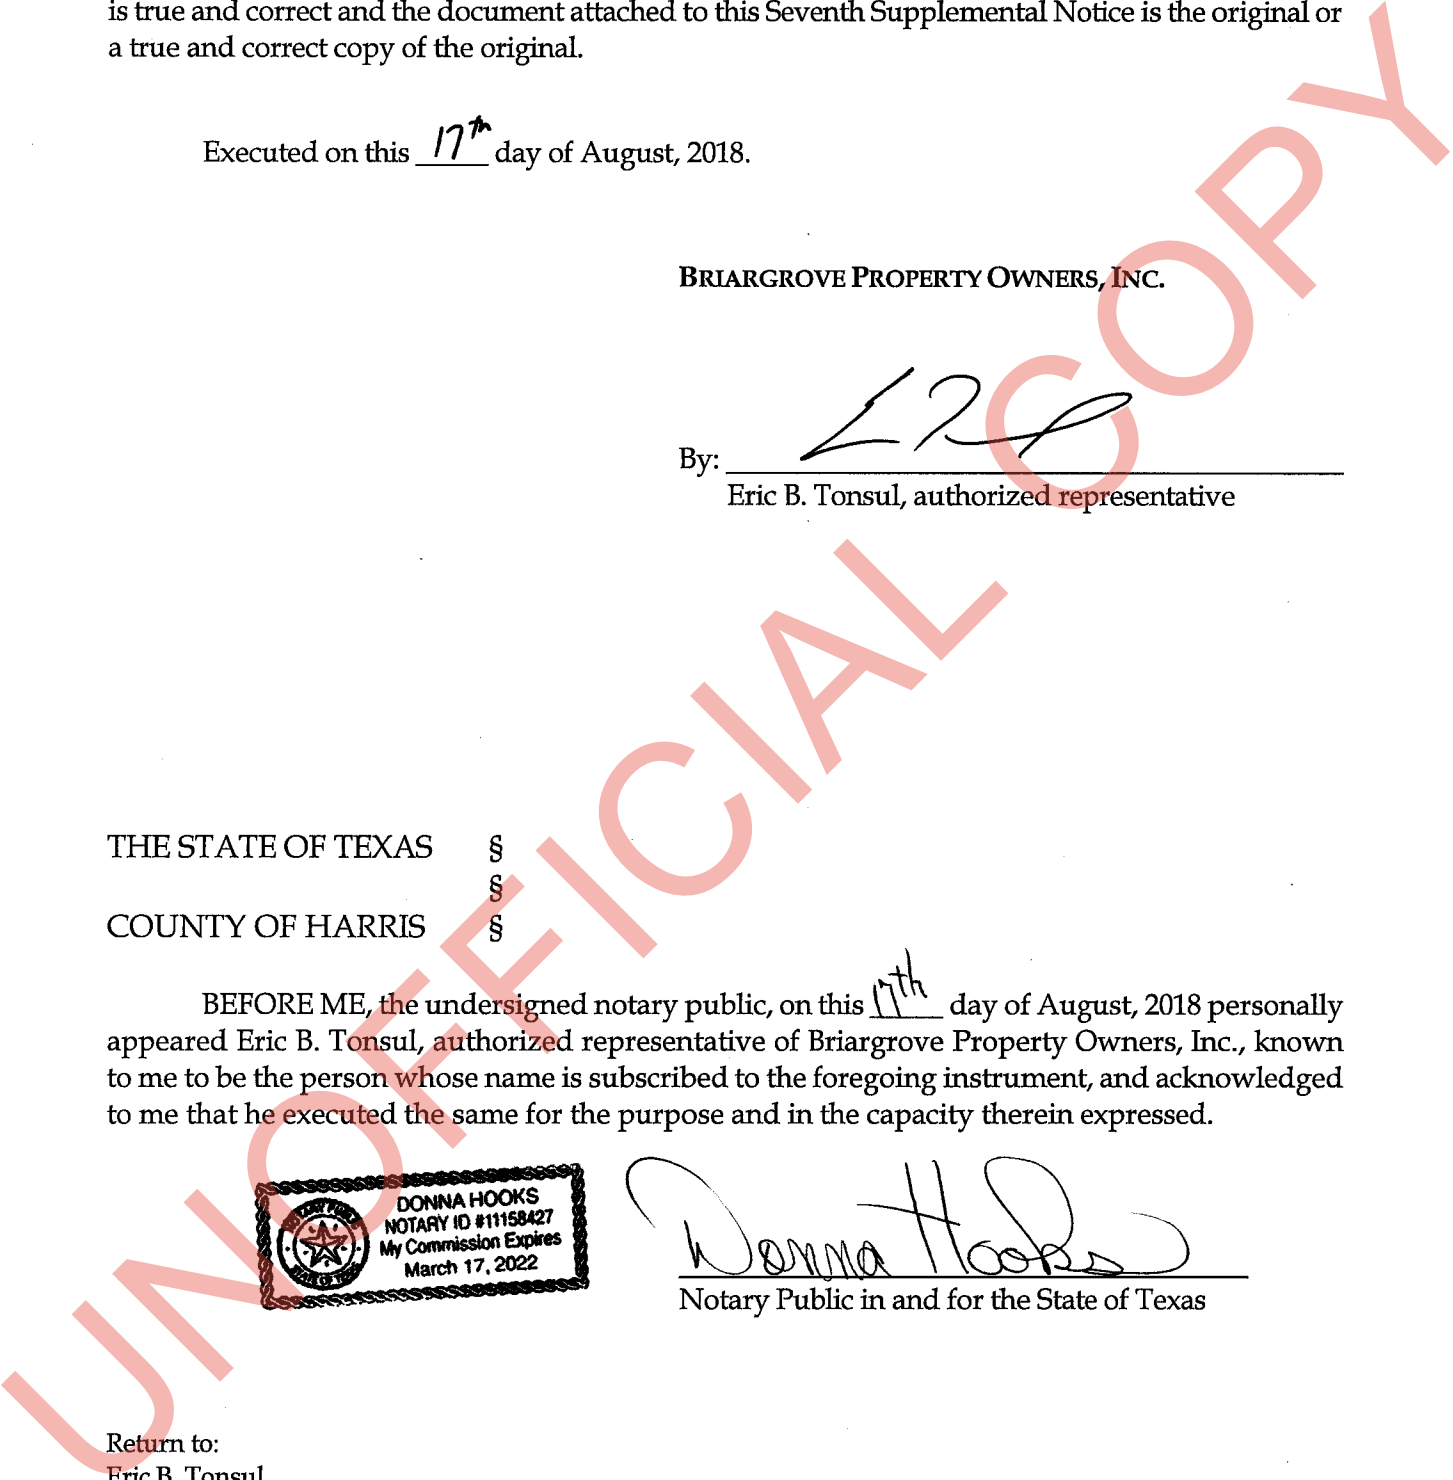 is true and correct and the document attached to this Seventh Supplemental Notice is the original or
a true and correct copy of the original.
Executed on this 17th day of August, 2018.
BRIARGROVE PROPERTY OWNERS, INC.
By:
Eric B. Tonsul, authorized representative
THE STATE OF TEXAS §
§
COUNTY OF HARRIS §
BEFORE ME, the undersigned notary public, on this 17th day of August, 2018 personally
appeared Eric B. Tonsul, authorized representative of Briargrove Property Owners, Inc., known
to me to be the person whose name is subscribed to the foregoing instrument, and acknowledged
to me that he executed the same for the purpose and in the capacity therein expressed.
DONNA HOOKS
NOTARY ID #11158427
My Commission Expires
March 17, 2022
Donna Hooks
Notary Public in and for the State of Texas
Return to:
Eric B. Tonsul
UNOFFICIAL COPY